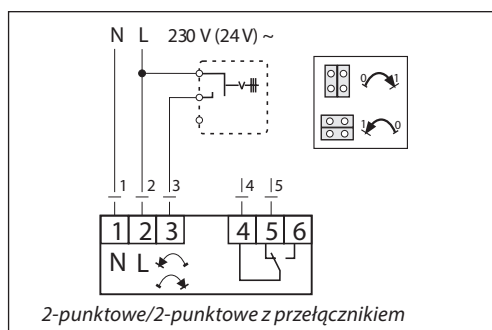 N L 230 V (24 V) ~
0 1
1 0
1 2 3 4 5
1 2 3 4 5 6
N L
2-punktowe/2-punktowe z przełącznikiem